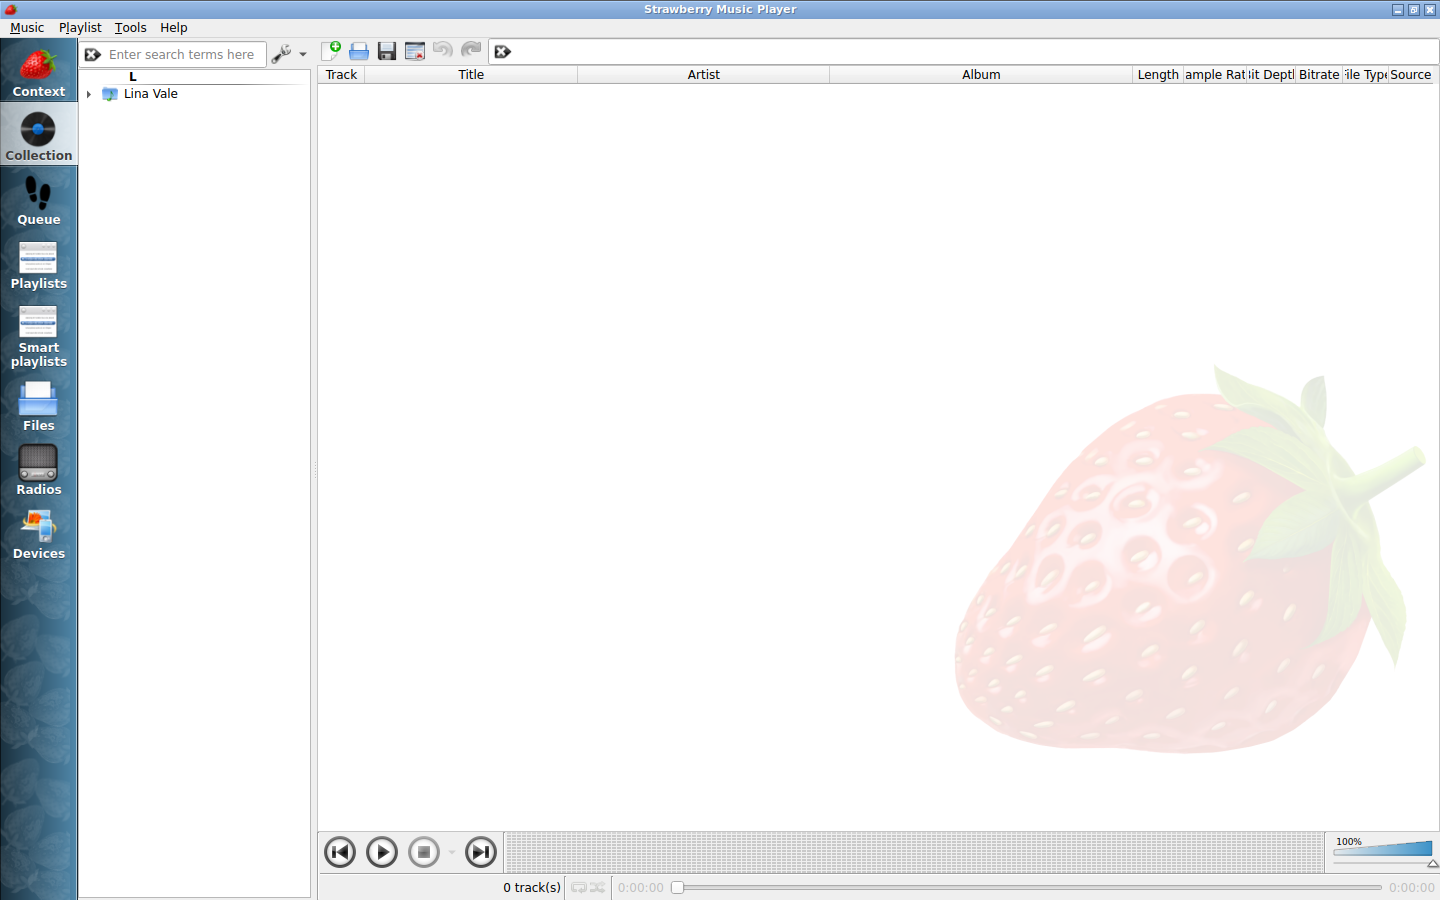 Strawberry Music Player
Music Playlist Tools Help
Context
Collection
Queue
Playlists
Smart
playlists
Files
Radios
Devices
Enter search terms here
L
Lina Vale
Track Title Artist Album Length ample Rat it Dept Bitrate ile Type Source
100%
0 track(s) 0:00:00 0:00:00